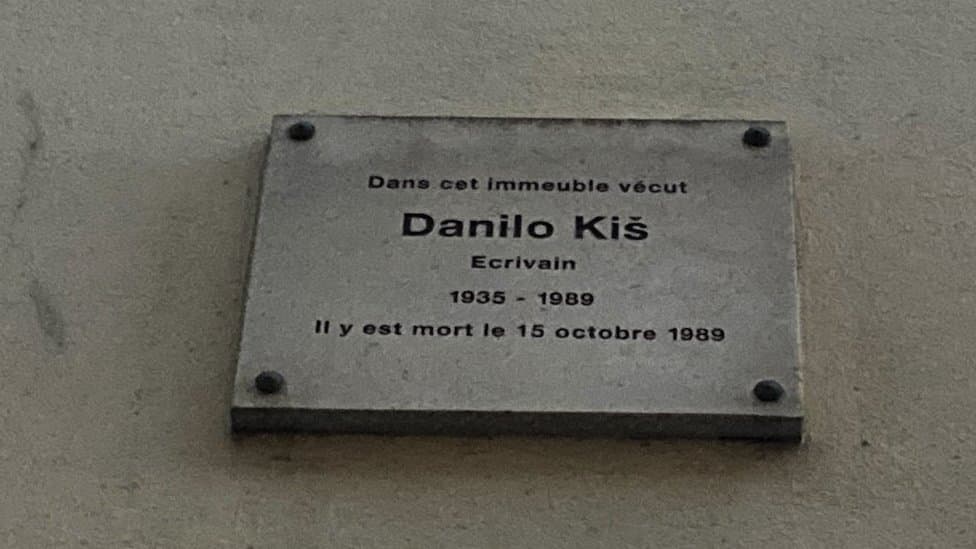 Dans cet immeuble vécut
Danilo Kiš
Ecrivain
1935 - 1989
Il y est mort le 15 octobre 1989